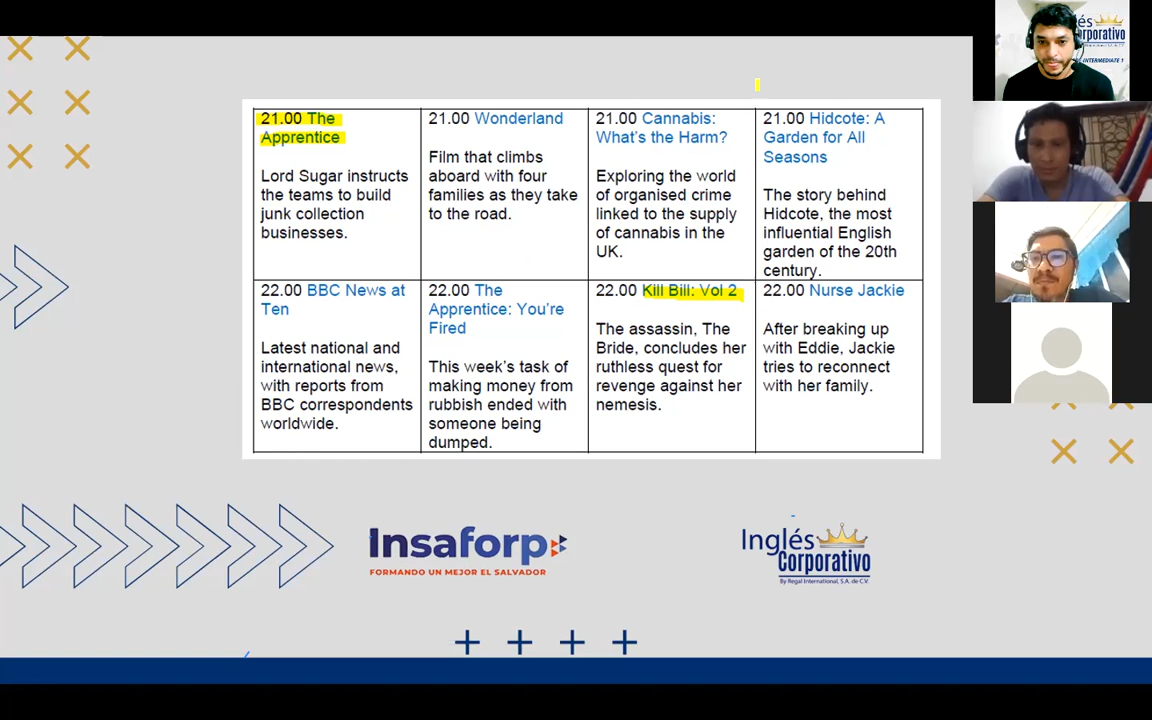 21.00 The
Apprentice
Lord Sugar instructs
the teams to build
junk collection
businesses.
21.00 Wonderland
Film that climbs
aboard with four
families as they take
to the road.
21.00 Cannabis:
What's the Harm?
Exploring the world
of organised crime
linked to the supply
of cannabis in the
UK.
21.00 Hidcote: A
Garden for All
Seasons
The story behind
Hidcote, the most
influential English
garden of the 20th
century.
22.00 BBC News at
Ten
Latest national and
international news,
with reports from
BBC correspondents
worldwide.
22.00 The
Apprentice: You're
Fired
This week's task of
making money from
rubbish ended with
someone being
dumped.
22.00 Kill Bill: Vol 2
The assassin, The
Bride, concludes her
ruthless quest for
revenge against her
nemesis.
22.00 Nurse Jackie
After breaking up
with Eddie, Jackie
tries to reconnect
with her family.
Insaforp
FORMANDO UN MEJOR EL SALVADOR
Inglés
Corporativo
By Regal International, S.A. de C.V.